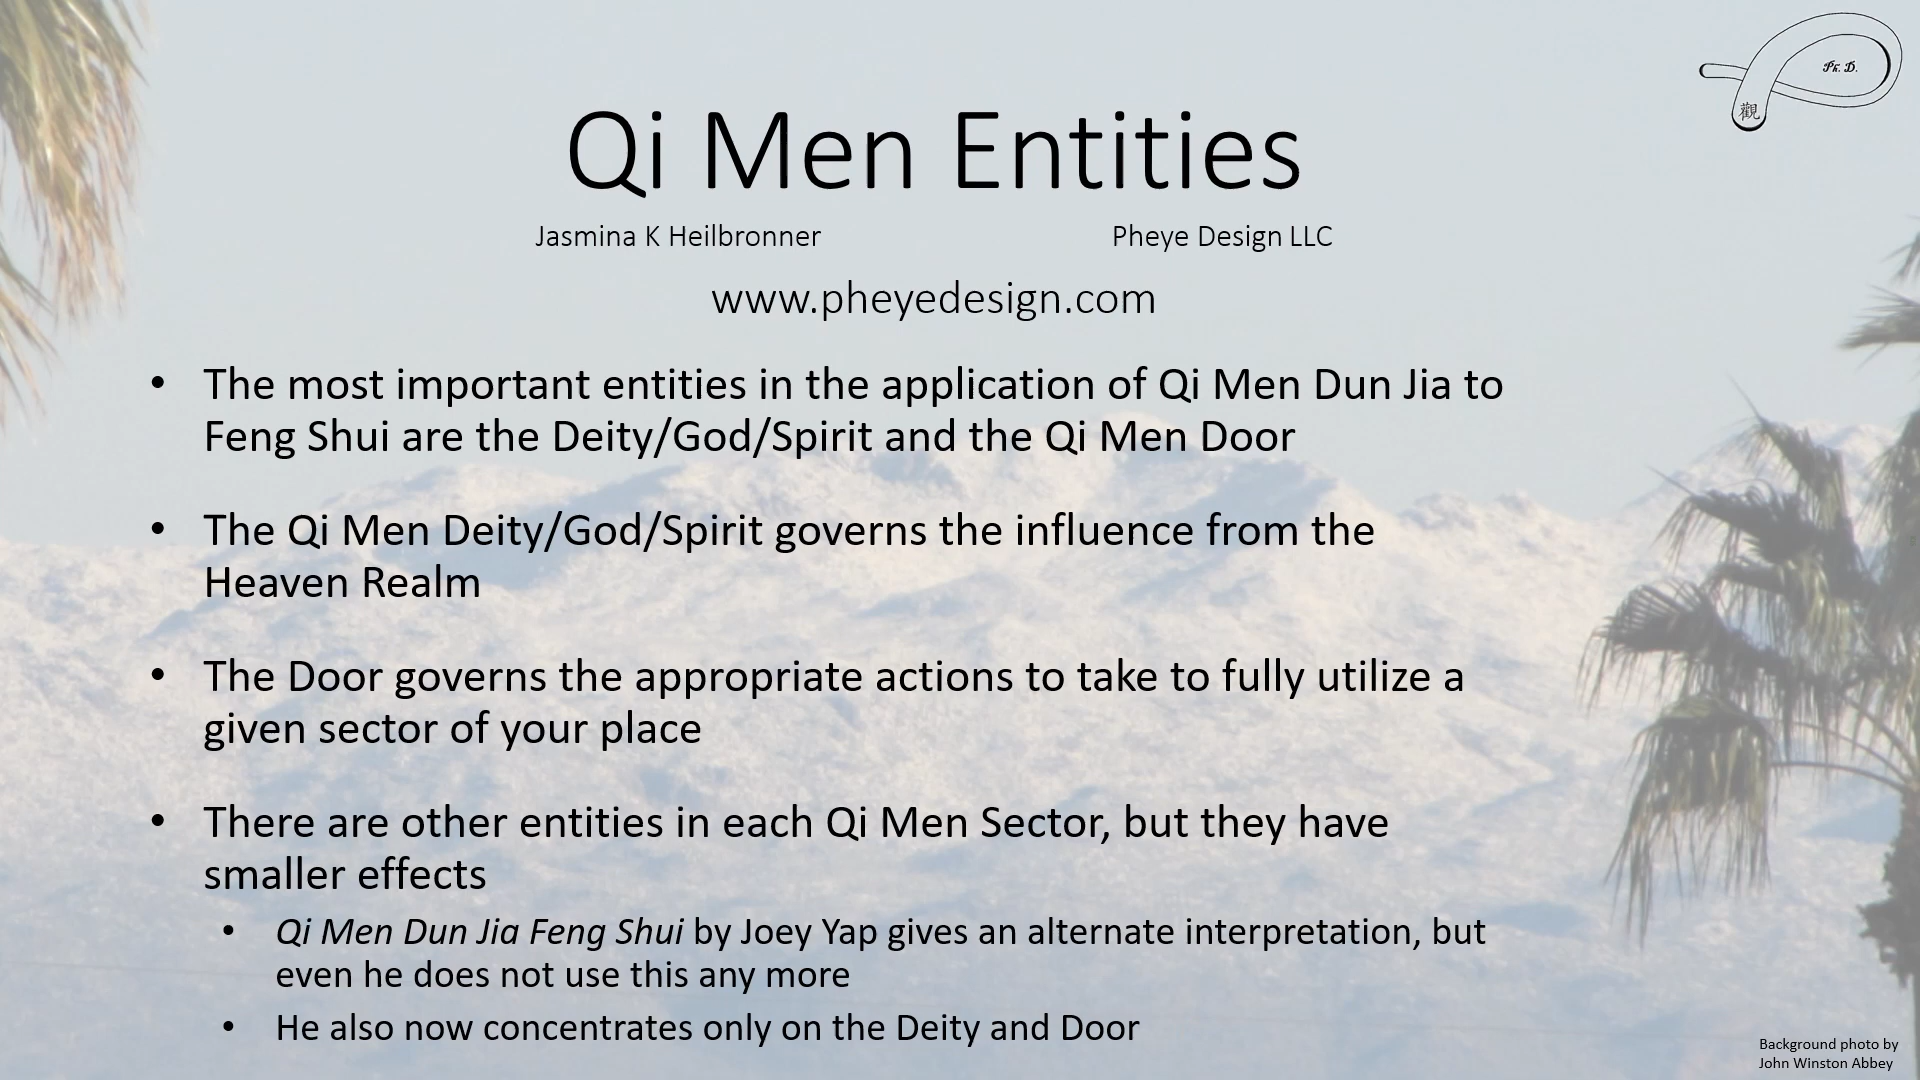 Ph. D.
觀
Qi Men Entities
Jasmina K Heilbronner Pheye Design LLC
www.pheyedesign.com
• The most important entities in the application of Qi Men Dun Jia to
Feng Shui are the Deity/God/Spirit and the Qi Men Door
• The Qi Men Deity/God/Spirit governs the influence from the
Heaven Realm
• The Door governs the appropriate actions to take to fully utilize a
given sector of your place
• There are other entities in each Qi Men Sector, but they have
smaller effects
• Qi Men Dun Jia Feng Shui by Joey Yap gives an alternate interpretation, but
even he does not use this any more
• He also now concentrates only on the Deity and Door
Background photo by
John Winston Abbey